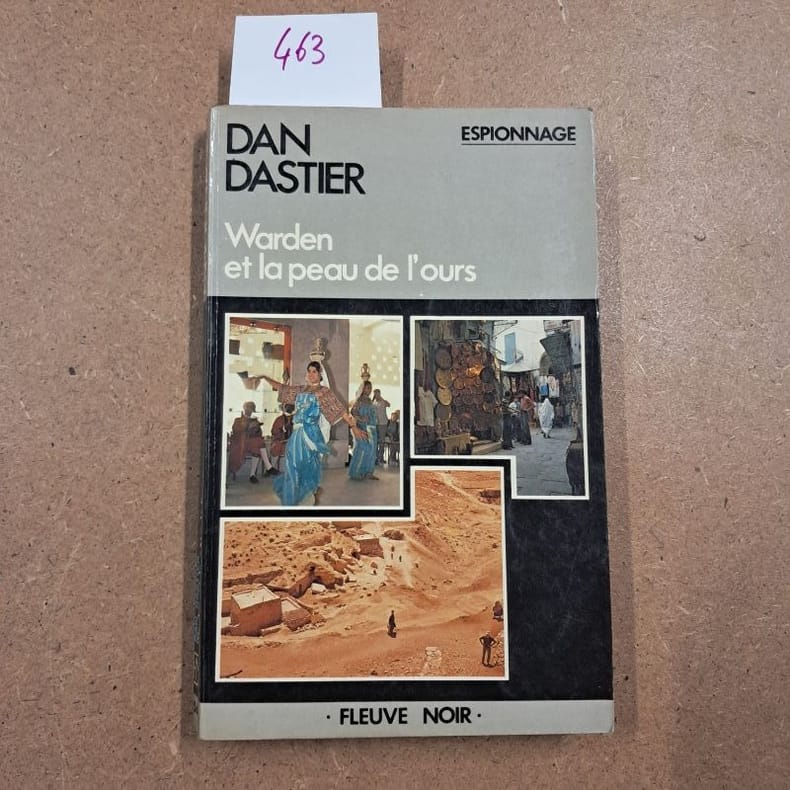 463
DAN
DASTIER
ESPIONNAGE
Warden
et la peau de l'ours
· FLEUVE NOIR ·